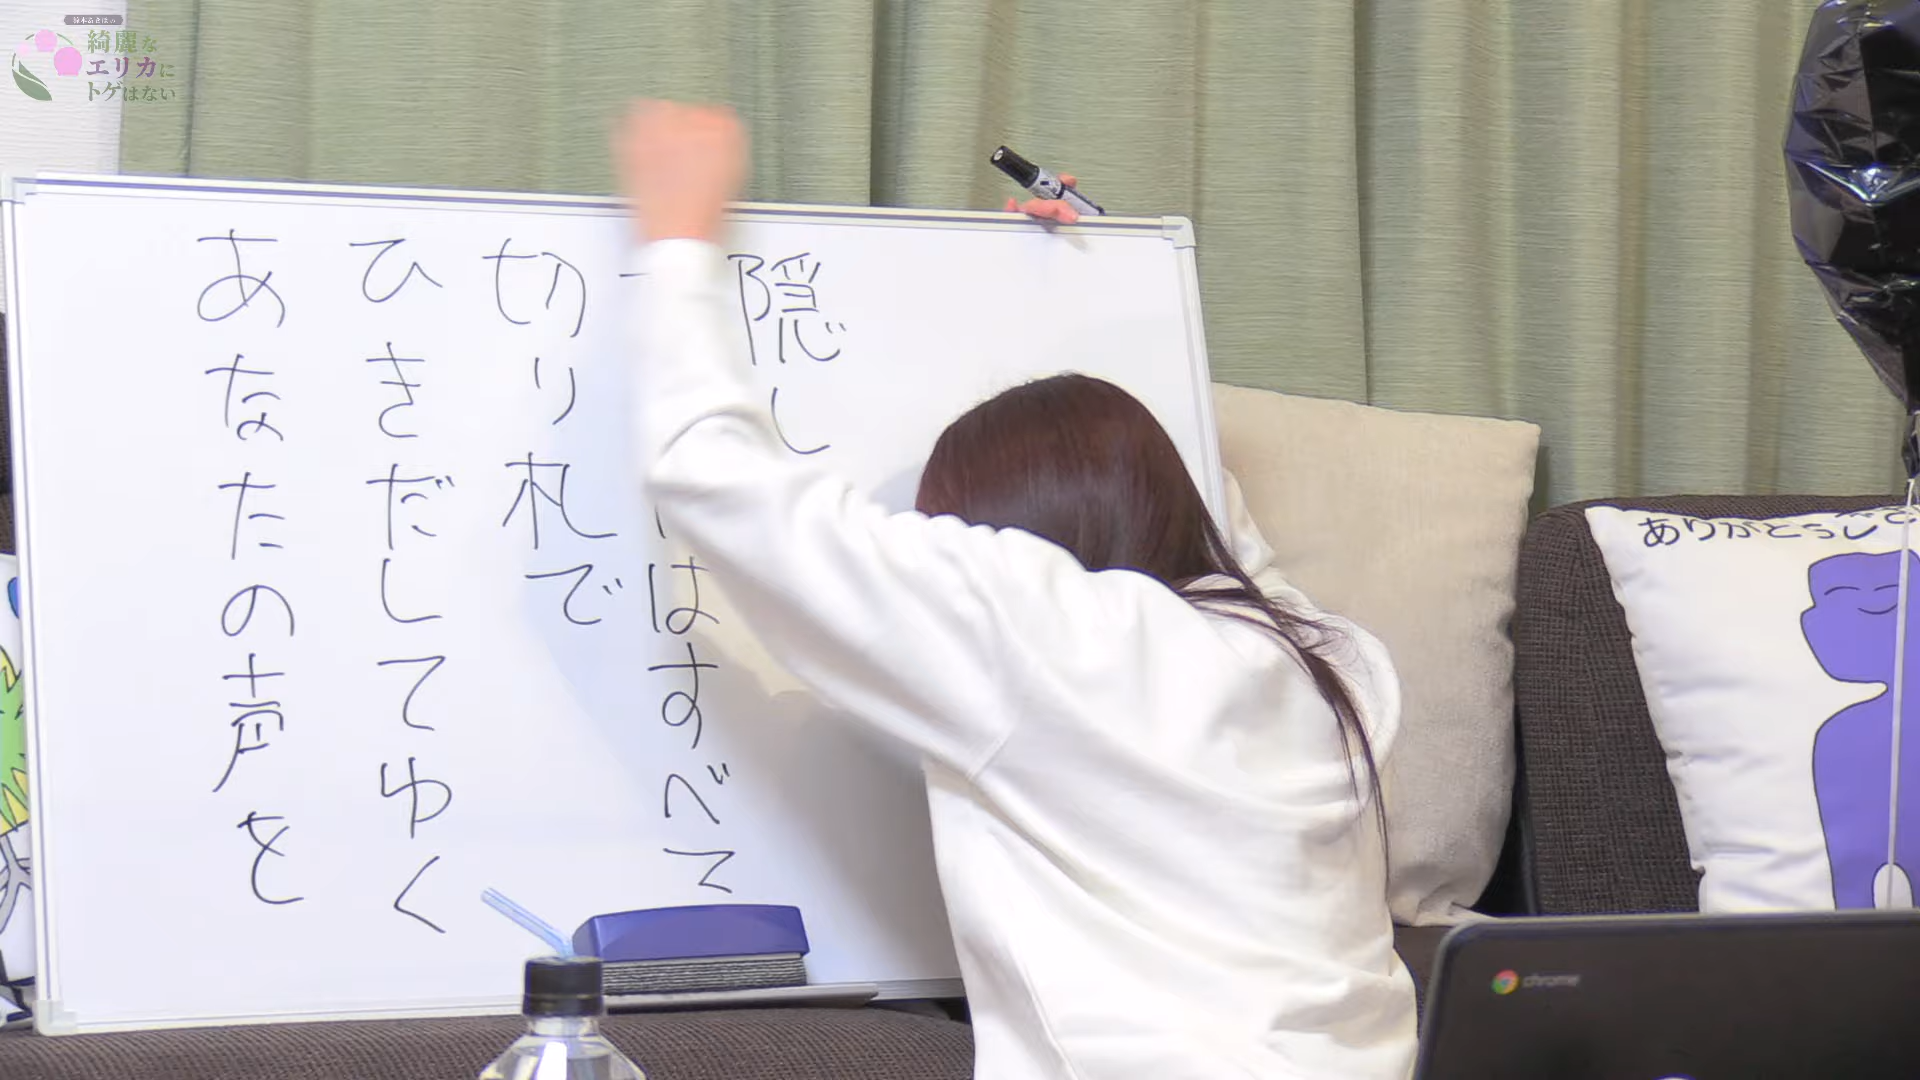 綺麗な
エリカに
トゲはない
隠し
はすべて
切り札で
ひきだしてゆく
あなたの声を
ありがとうござ
chrome